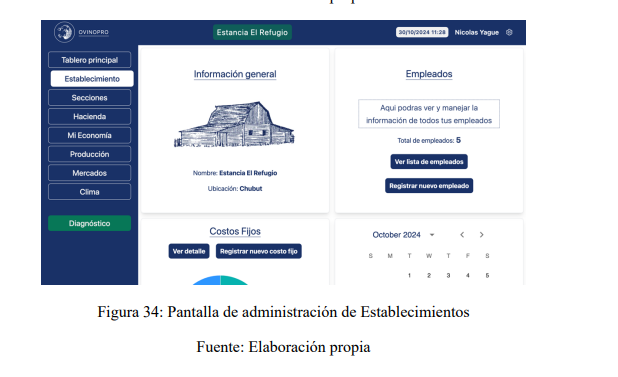 OVINOPRO
Estancia El Refugio
30/10/2024 11:28
Nicolas Yague
Tablero principal
Establecimiento
Secciones
Hacienda
Mi Economía
Producción
Mercados
Clima
Diagnóstico
Información general
Nombre: Estancia El Refugio
Ubicación: Chubut
Empleados
Aqui podras ver y manejar la
información de todos tus empleados
Total de empleados: 5
Ver lista de empleados
Registrar nuevo empleado
Costos Fijos
Ver detalle
Registrar nuevo costo fijo
October 2024
S M T W T F S
1 2 3 4 5
Figura 34: Pantalla de administración de Establecimientos
Fuente: Elaboración propia